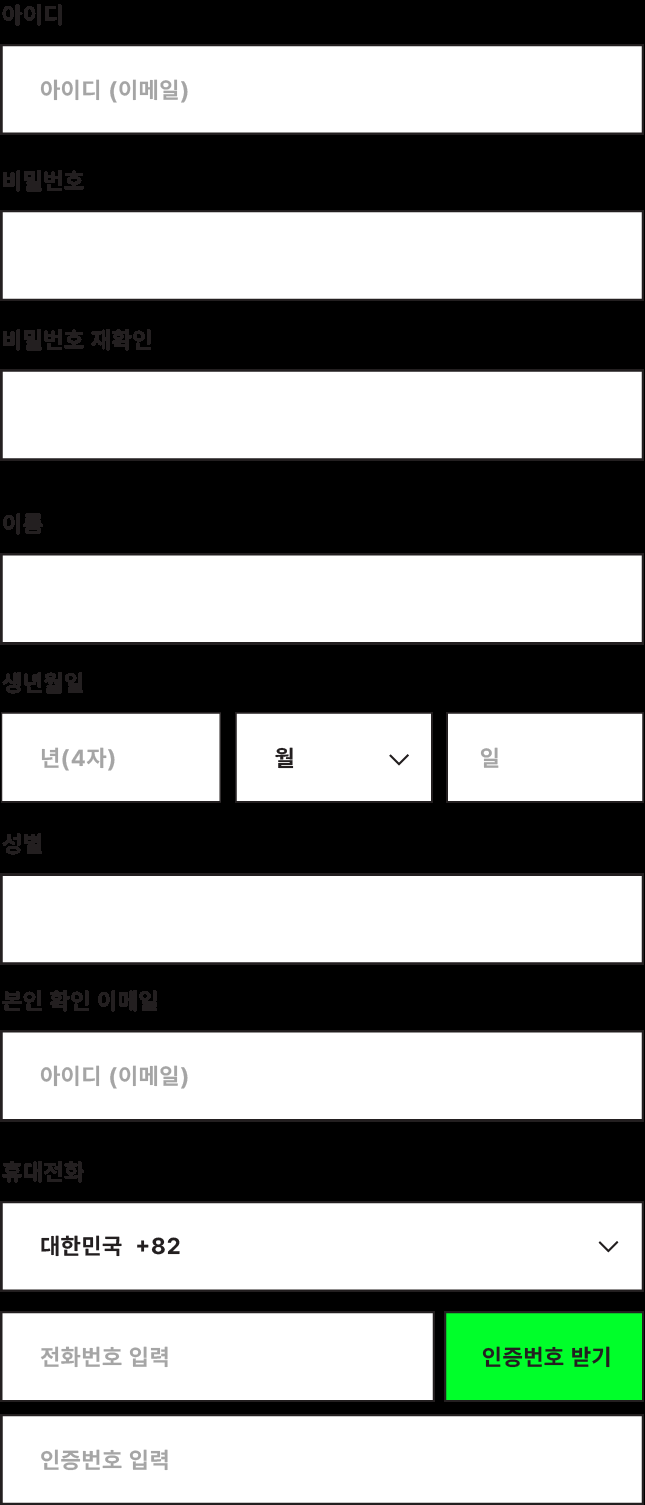 아이디
아이디 (이메일)
비밀번호
비밀번호 재확인
이름
생년월일
년(4자) 월 일
성별
본인 확인 이메일
아이디 (이메일)
휴대전화
대한민국 +82
전화번호 입력 인증번호 받기
인증번호 입력